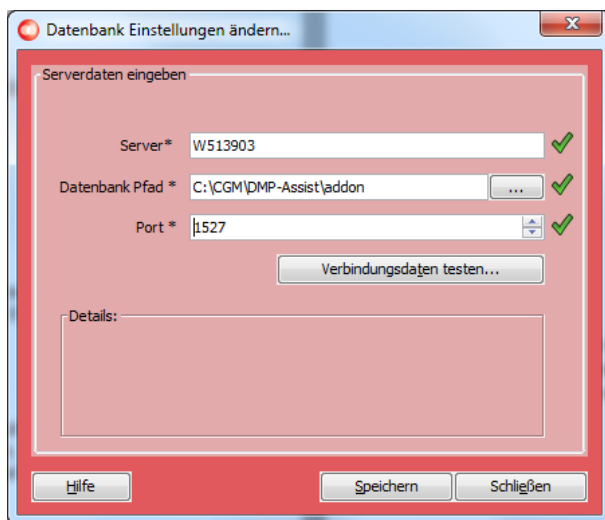 Datenbank Einstellungen ändern...
Serverdaten eingeben
Server* W513903
Datenbank Pfad * C:\CGM\DMP-Assist\addon ...
Port * 1527
Verbindungsdaten testen...
Details:
Hilfe Speichern Schließen